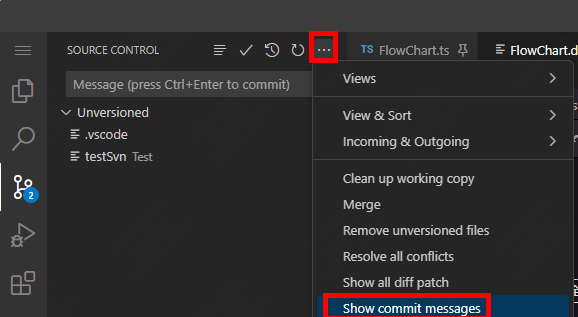 SOURCE CONTROL
TS FlowChart.ts
FlowChart.d
Message (press Ctrl+Enter to commit)
Unversioned
.vscode
testSvn Test
2
Views
View & Sort
Incoming & Outgoing
Clean up working copy
Merge
Remove unversioned files
Resolve all conflicts
Show all diff patch
Show commit messages